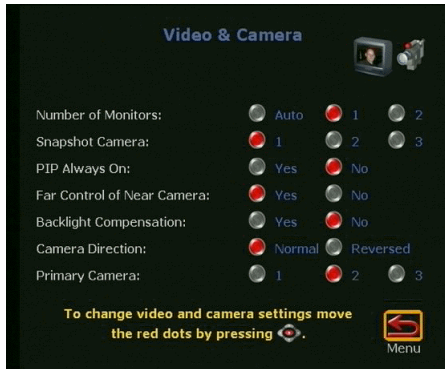 Video & Camera
Number of Monitors: Auto 1 2
Snapshot Camera: 1 2 3
PIP Always On: Yes No
Far Control of Near Camera: Yes No
Backlight Compensation: Yes No
Camera Direction: Normal Reversed
Primary Camera: 1 2 3
To change video and camera settings move
the red dots by pressing .
Menu